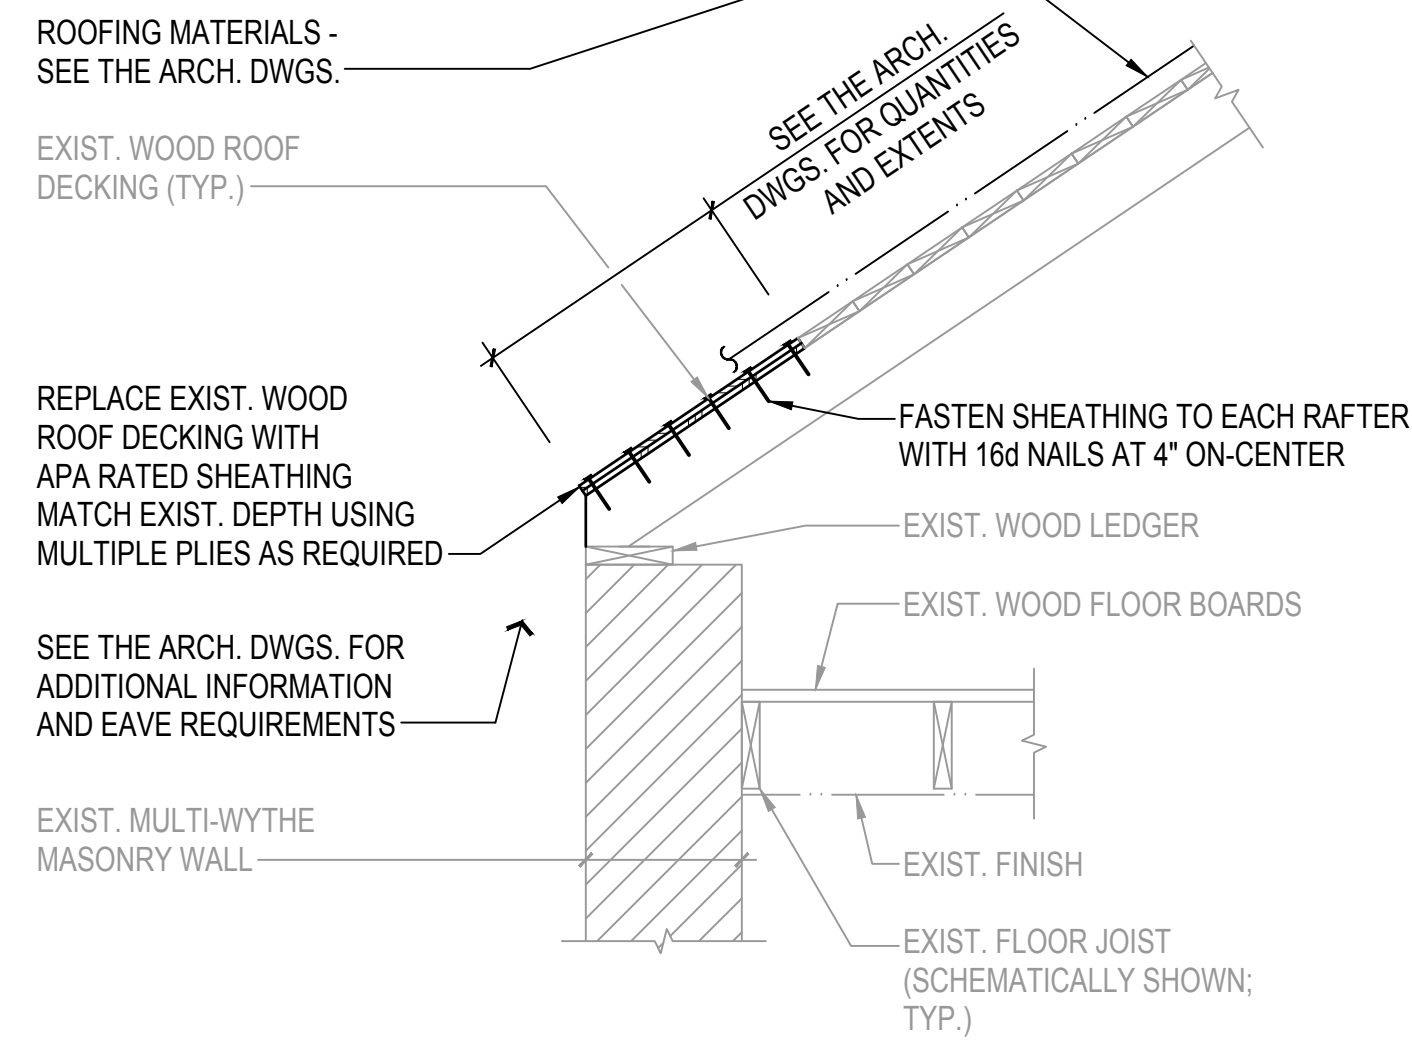 ROOFING MATERIALS -
SEE THE ARCH. DWGS.
EXIST. WOOD ROOF
DECKING (TYP.)
SEE THE ARCH.
DWGS. FOR QUANTITIES
AND EXTENTS
REPLACE EXIST. WOOD
ROOF DECKING WITH
APA RATED SHEATHING
MATCH EXIST. DEPTH USING
MULTIPLE PLIES AS REQUIRED
FASTEN SHEATHING TO EACH RAFTER
WITH 16d NAILS AT 4" ON-CENTER
EXIST. WOOD LEDGER
EXIST. WOOD FLOOR BOARDS
SEE THE ARCH. DWGS. FOR
ADDITIONAL INFORMATION
AND EAVE REQUIREMENTS
EXIST. MULTI-WYTHE
MASONRY WALL
EXIST. FINISH
EXIST. FLOOR JOIST
(SCHEMATICALLY SHOWN;
TYP.)